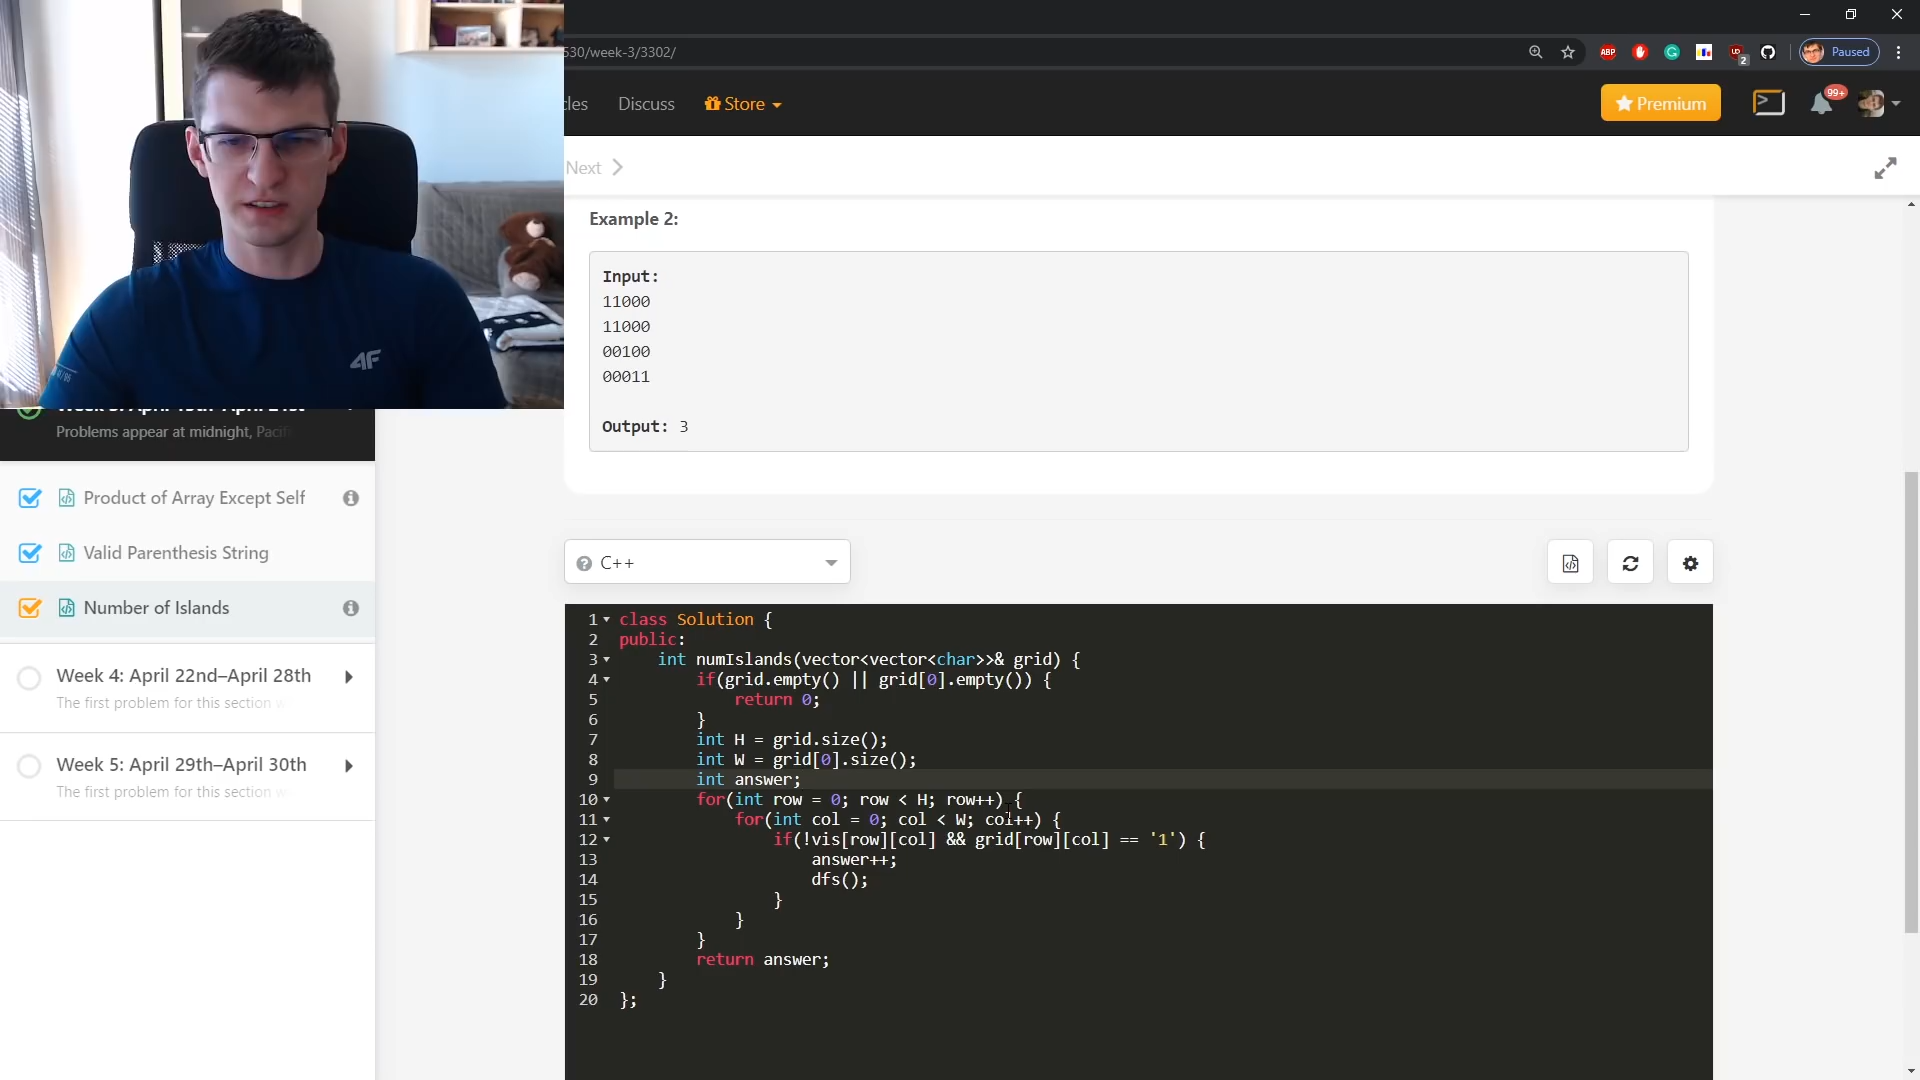 530/week-3/3302/
ABP
2
Paused
cles
Discuss
Store
Premium
99+
Next
Example 2:
Input:
11000
11000
00100
00011
Output: 3
4F
Problems appear at midnight, Pacif
Product of Array Except Self
Valid Parenthesis String
Number of Islands
Week 4: April 22nd–April 28th
The first problem for this section w
Week 5: April 29th–April 30th
The first problem for this section w
C++
1 class Solution {
2 public:
3     int numIslands(vector<vector<char>>& grid) {
4         if(grid.empty() || grid[0].empty()) {
5             return 0;
6         }
7         int H = grid.size();
8         int W = grid[0].size();
9         int answer;
10         for(int row = 0; row < H; row++) {
11             for(int col = 0; col < W; col++) {
12                 if(!vis[row][col] && grid[row][col] == '1') {
13                     answer++;
14                     dfs();
15                 }
16             }
17         }
18         return answer;
19     }
20 };